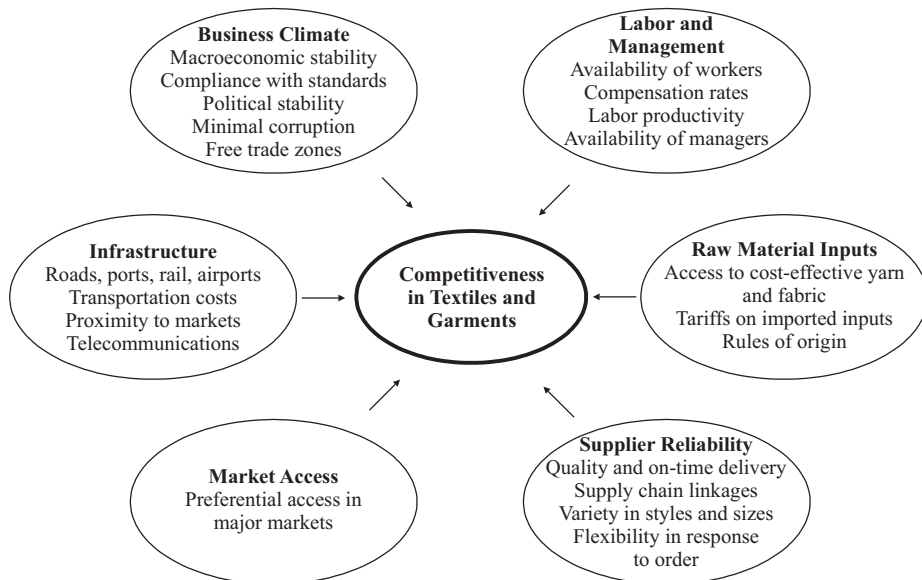 Business Climate
Macroeconomic stability
Compliance with standards
Political stability
Minimal corruption
Free trade zones
Labor and
Management
Availability of workers
Compensation rates
Labor productivity
Availability of managers
Infrastructure
Roads, ports, rail, airports
Transportation costs
Proximity to markets
Telecommunications
Competitiveness
in Textiles and
Garments
Raw Material Inputs
Access to cost-effective yarn
and fabric
Tariffs on imported inputs
Rules of origin
Market Access
Preferential access in
major markets
Supplier Reliability
Quality and on-time delivery
Supply chain linkages
Variety in styles and sizes
Flexibility in response
to order